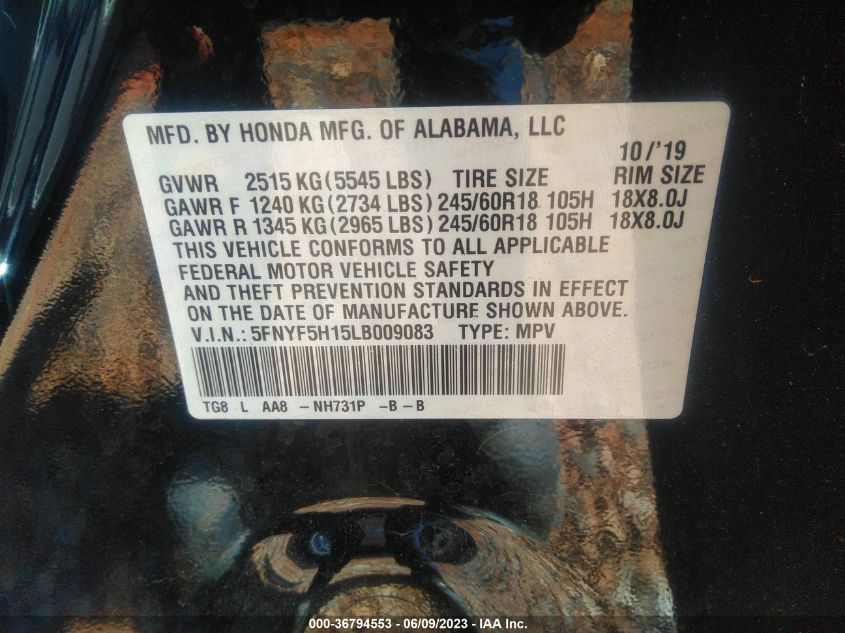 MFD. BY HONDA MFG. OF ALABAMA, LLC
10/'19
GVWR 2515 KG (5545 LBS) TIRE SIZE RIM SIZE
GAWR F 1240 KG (2734 LBS) 245/60R18 105H 18X8.0J
GAWR R 1345 KG (2965 LBS) 245/60R18 105H 18X8.0J
THIS VEHICLE CONFORMS TO ALL APPLICABLE
FEDERAL MOTOR VEHICLE SAFETY
AND THEFT PREVENTION STANDARDS IN EFFECT
ON THE DATE OF MANUFACTURE SHOWN ABOVE.
V.I.N.: 5FNYF5H15LB009083 TYPE: MPV
TG8 L AA8 – NH731P – B – B
000-36794553 - 06/09/2023 - IAA Inc.